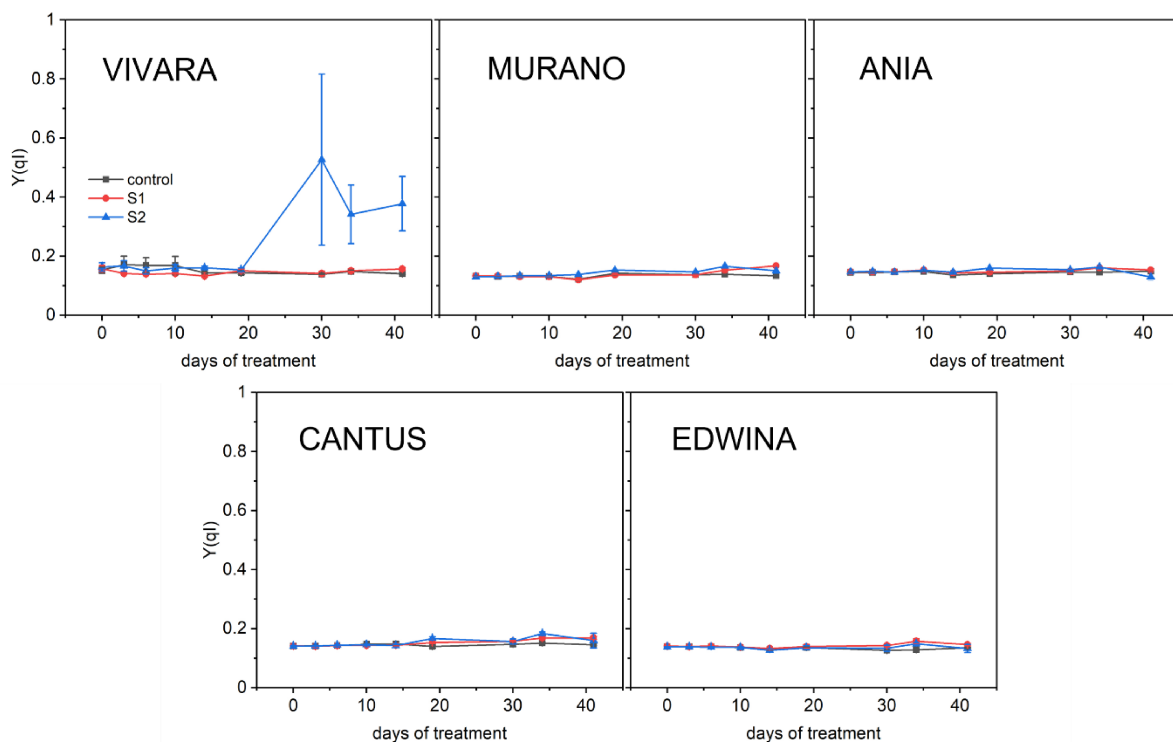 VIVARA
MURANO
ANIA
1
0.8
0.6
0.4
0.2
0
Y(qI)
control
S1
S2
0 10 20 30 40
0 10 20 30 40
0 10 20 30 40
days of treatment
days of treatment
days of treatment
CANTUS
EDWINA
1
0.8
0.6
0.4
0.2
0
Y(qI)
0 10 20 30 40
0 10 20 30 40
days of treatment
days of treatment